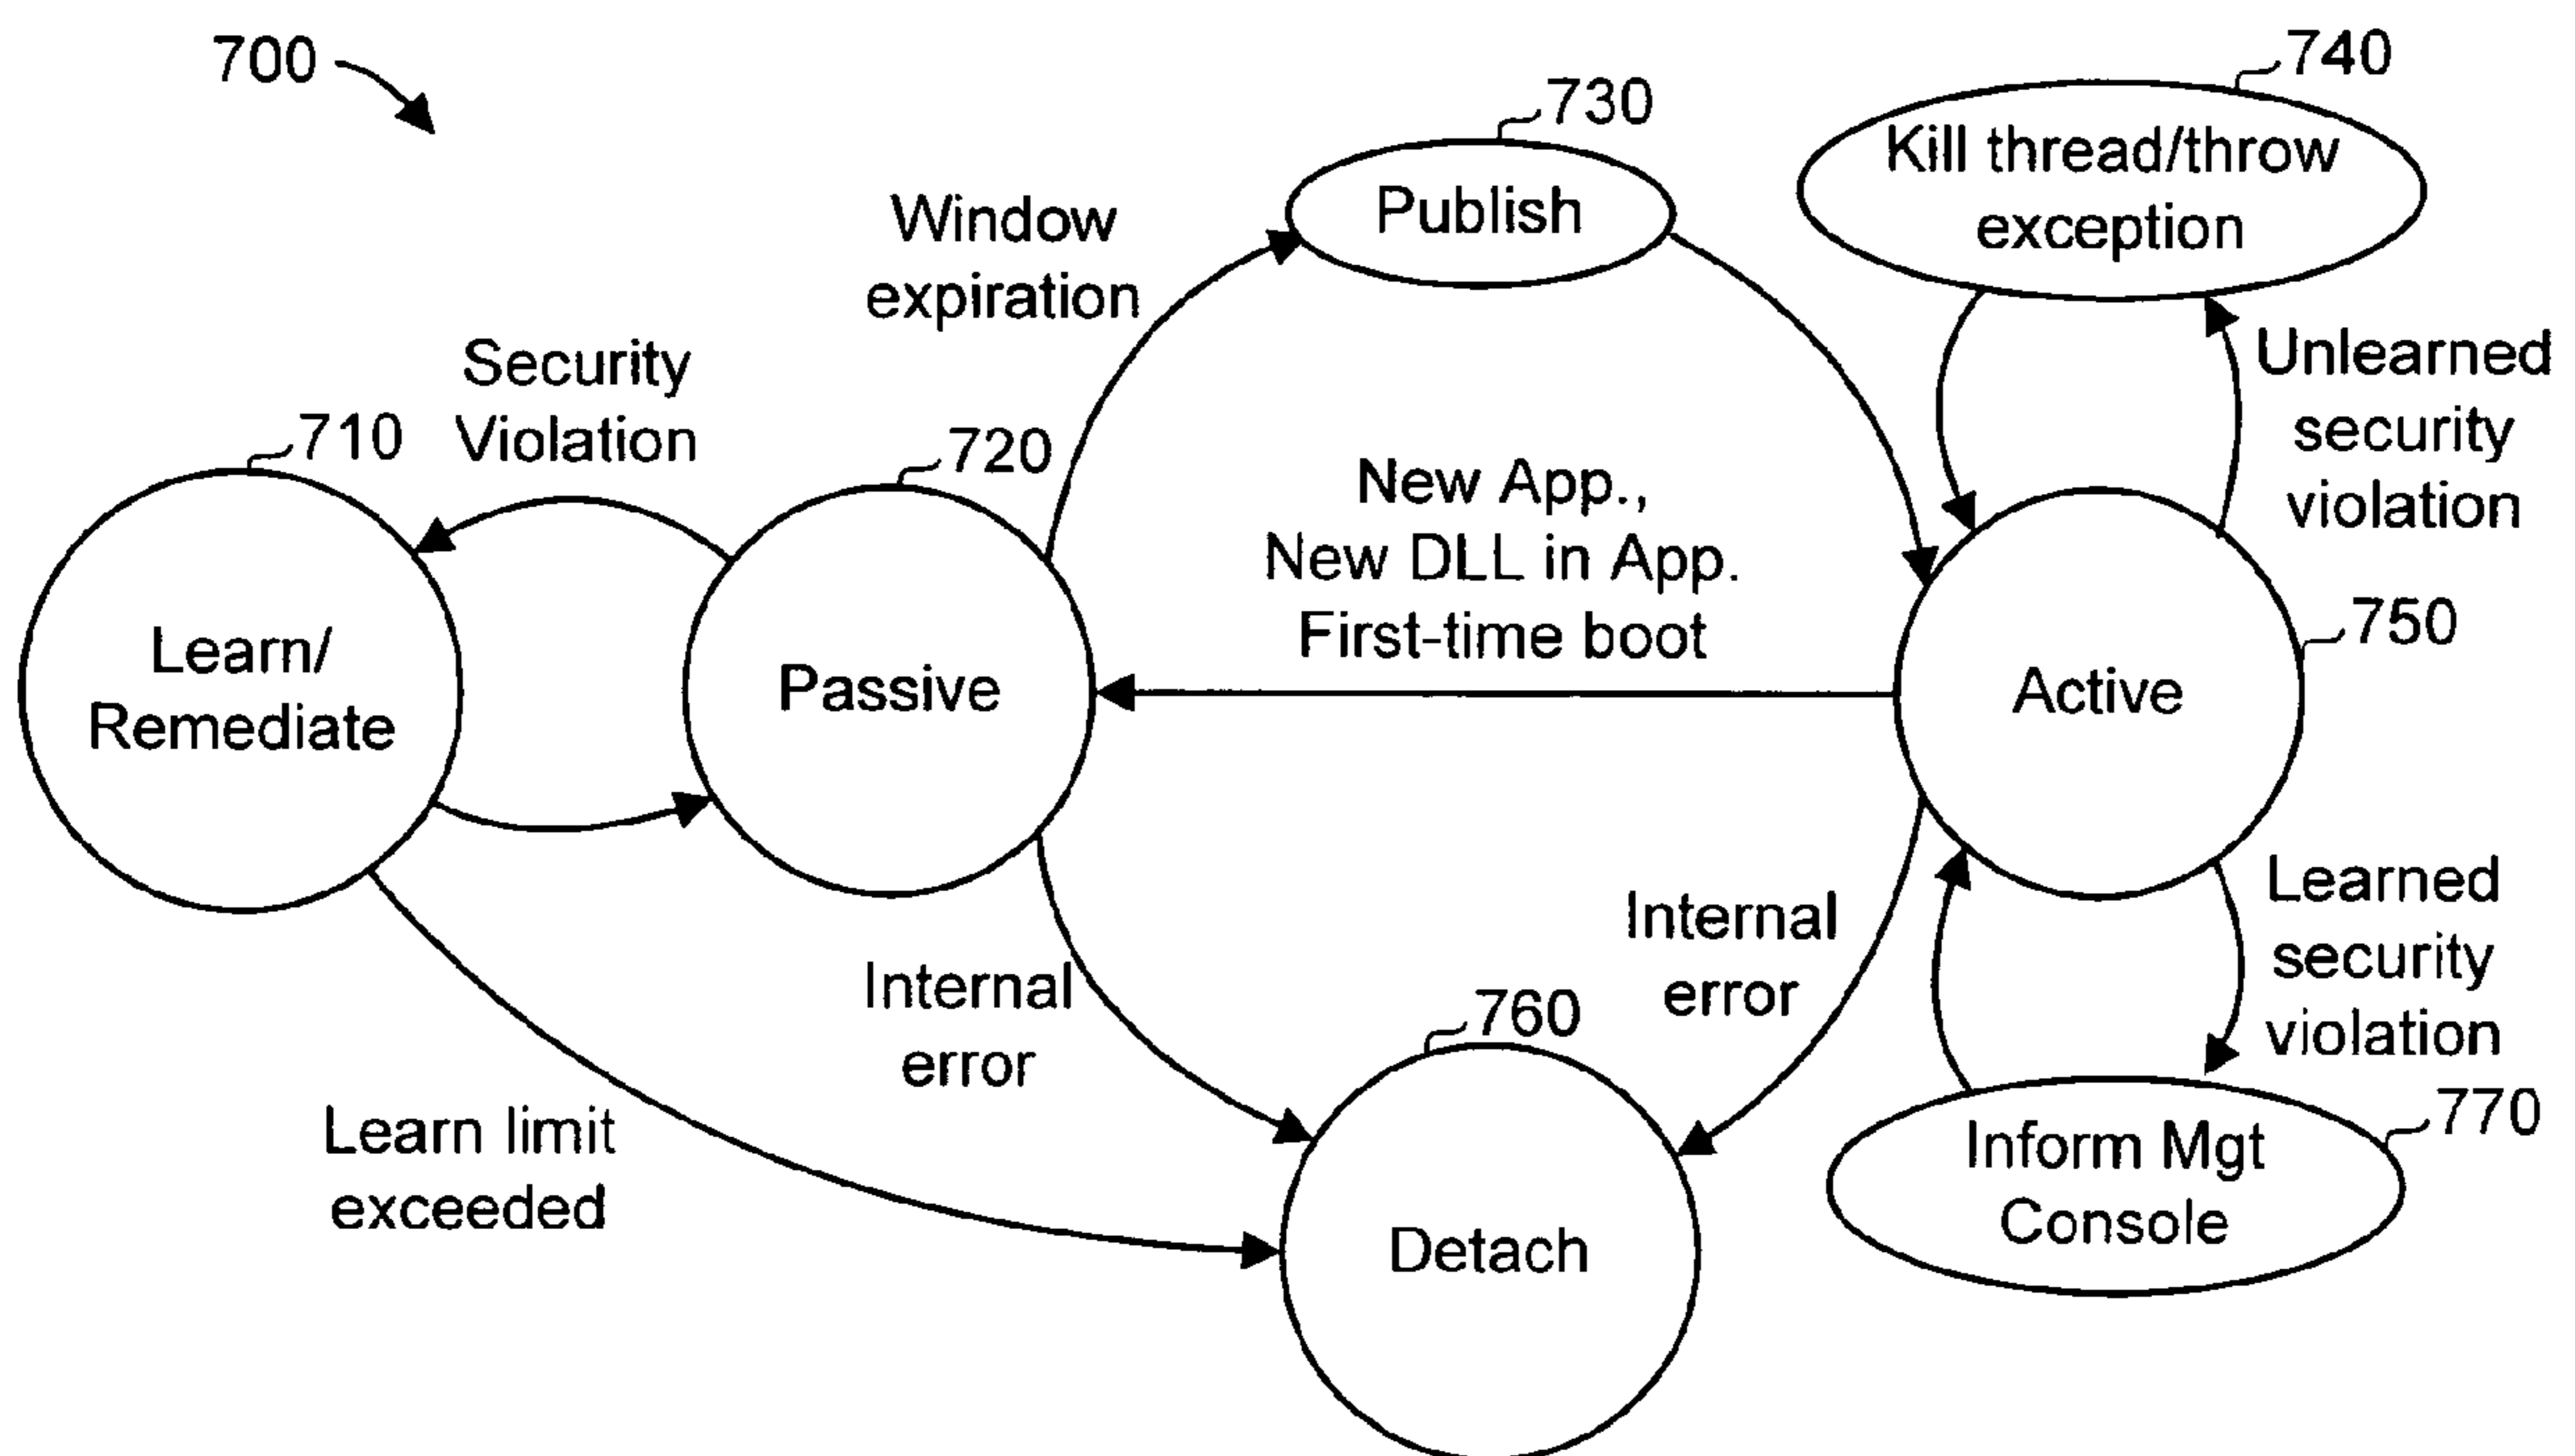 700
740
Kill thread/throw
exception
730
Publish
Window
expiration
Unlearned
security
violation
Security
Violation
710
720
New App.,
New DLL in App.
First-time boot
750
Learn/
Remediate
Passive
Active
Learned
security
violation
Internal
error
Internal
error
760
770
Learn limit
exceeded
Detach
Inform Mgt
Console